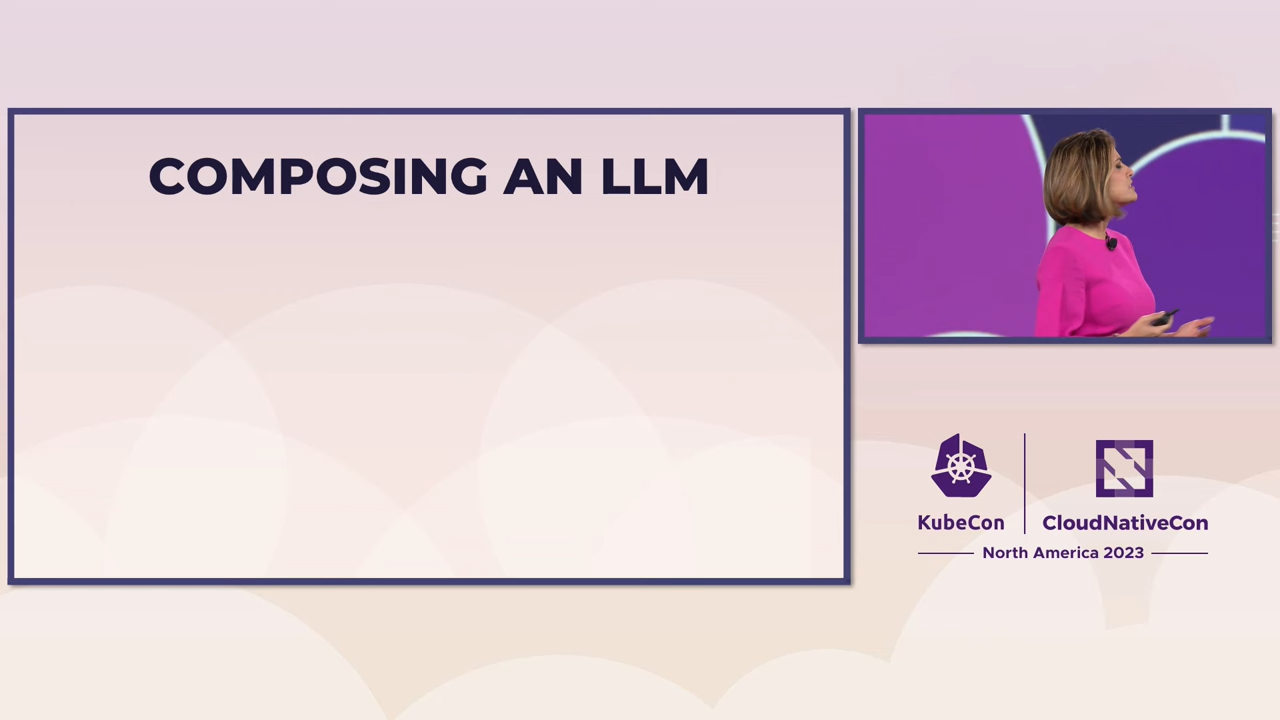 COMPOSING AN LLM
KubeCon
CloudNativeCon
North America 2023